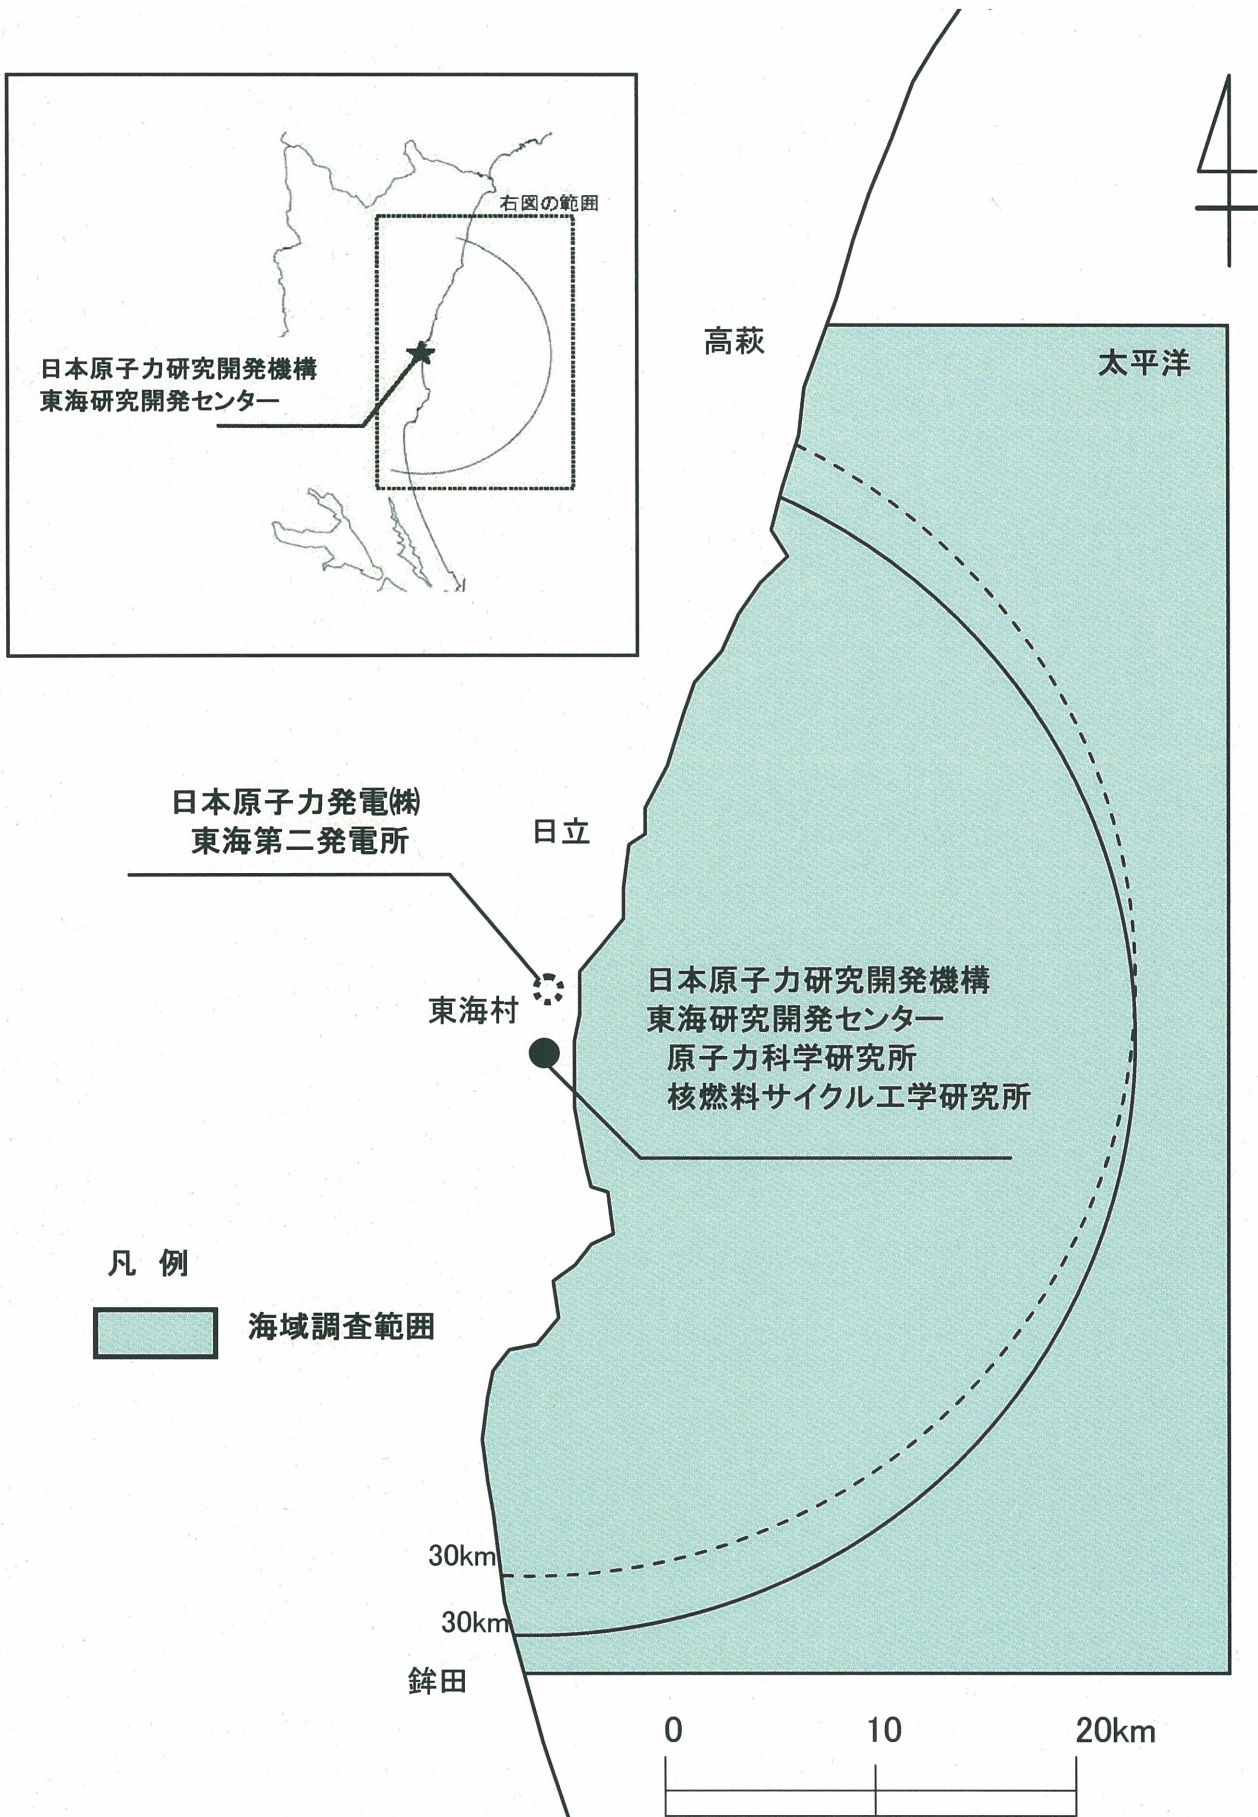 右図の範囲
日本原子力研究開発機構
東海研究開発センター
高萩
太平洋
日本原子力発電㈱
東海第二発電所
日立
東海村
日本原子力研究開発機構
東海研究開発センター
原子力科学研究所
核燃料サイクル工学研究所
凡 例
海域調査範囲
30km
30km
鉾田
0 10 20km